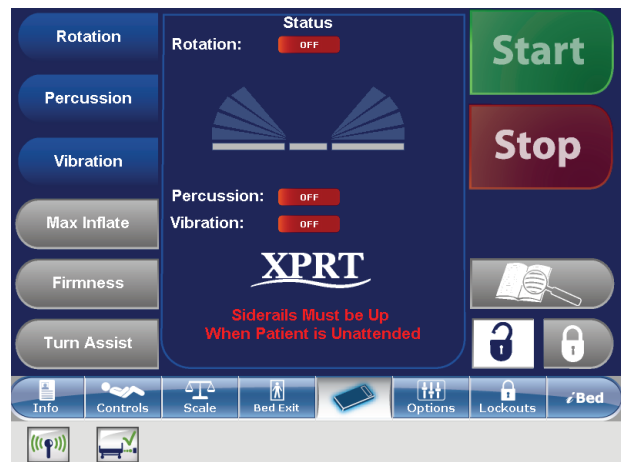 Rotation
Percussion
Vibration
Max Inflate
Firmness
Turn Assist
Status
Rotation: OFF
Percussion: OFF
Vibration: OFF
XPRT
Siderails Must be Up
When Patient is Unattended
Start
Stop
Info
Controls
Scale
Bed Exit
Options
Lockouts
iBed